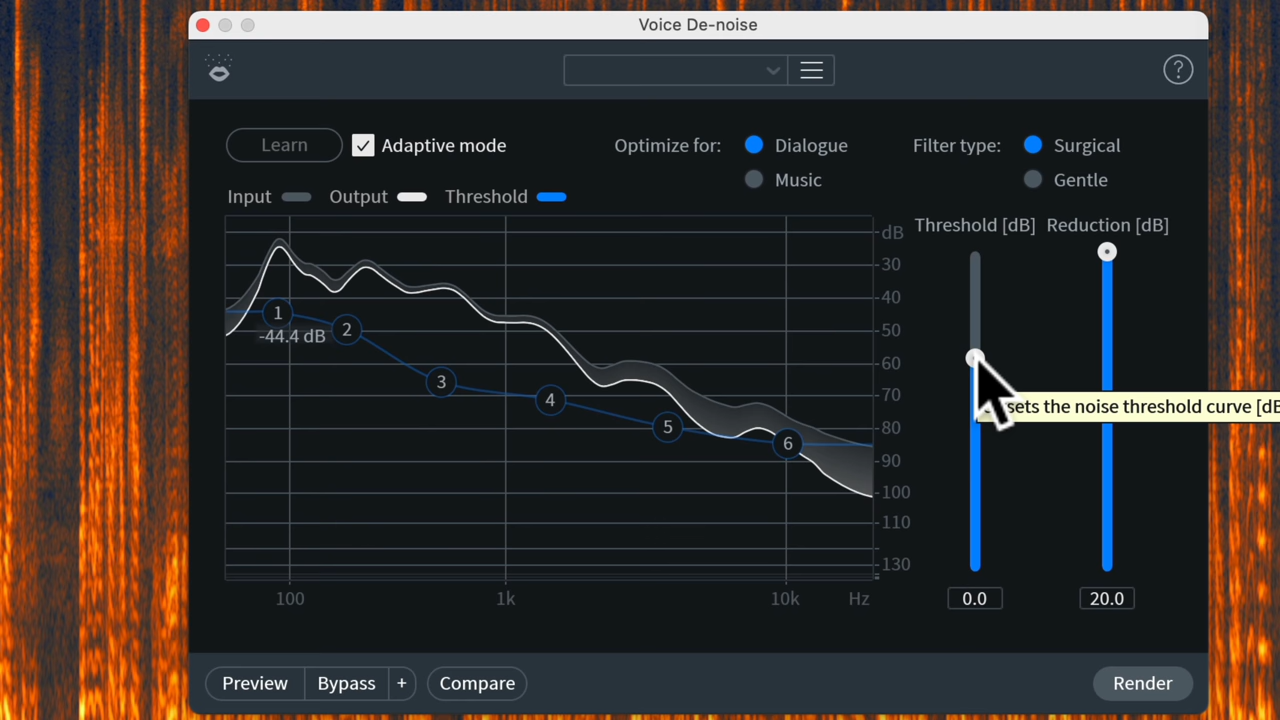 Voice De-noise
?
Learn
Adaptive mode
Optimize for:
Dialogue
Music
Filter type:
Surgical
Gentle
Input
Output
Threshold
Threshold [dB]
Reduction [dB]
dB
30
40
50
60
70
80
90
100
110
130
1
-44.4 dB
2
3
4
5
6
sets the noise threshold curve
100
1k
10k
Hz
0.0
20.0
Preview
Bypass
+
Compare
Render